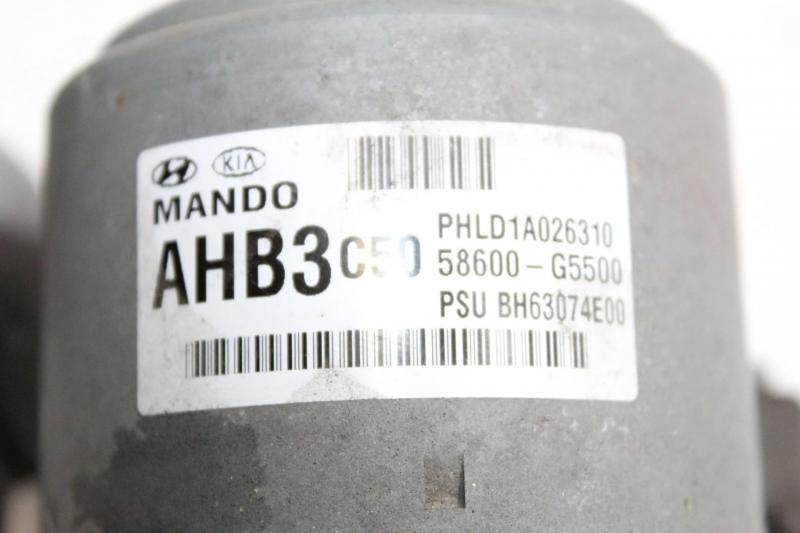 KIA
MANDO
AHB3 C50
PHLD1A026310
58600-G5500
PSU BH63074E00